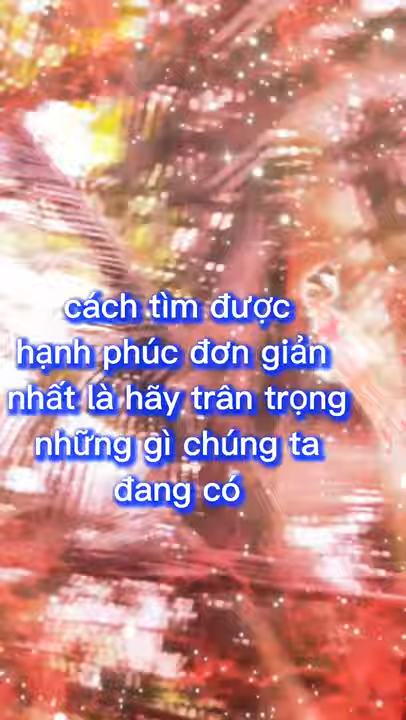 cách tìm được
hạnh phúc đơn giản
nhất là hãy trân trọng
những gì chúng ta
đang có